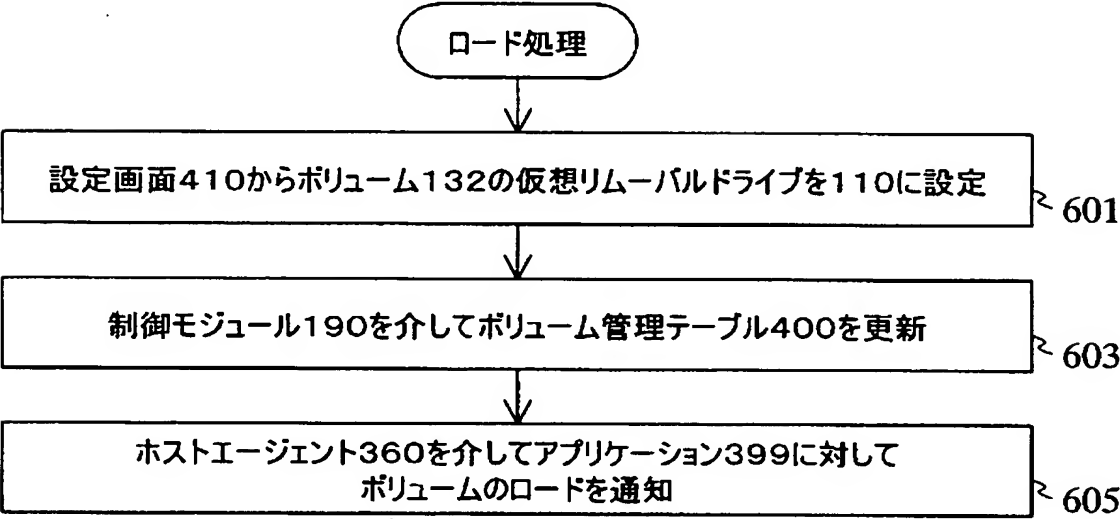 ロード処理
設定画面410からボリューム132の仮想リムーバルドライブを110に設定
601
制御モジュール190を介してボリューム管理テーブル400を更新
603
ホストエージェント360を介してアプリケーション399に対して
ボリュームのロードを通知
605